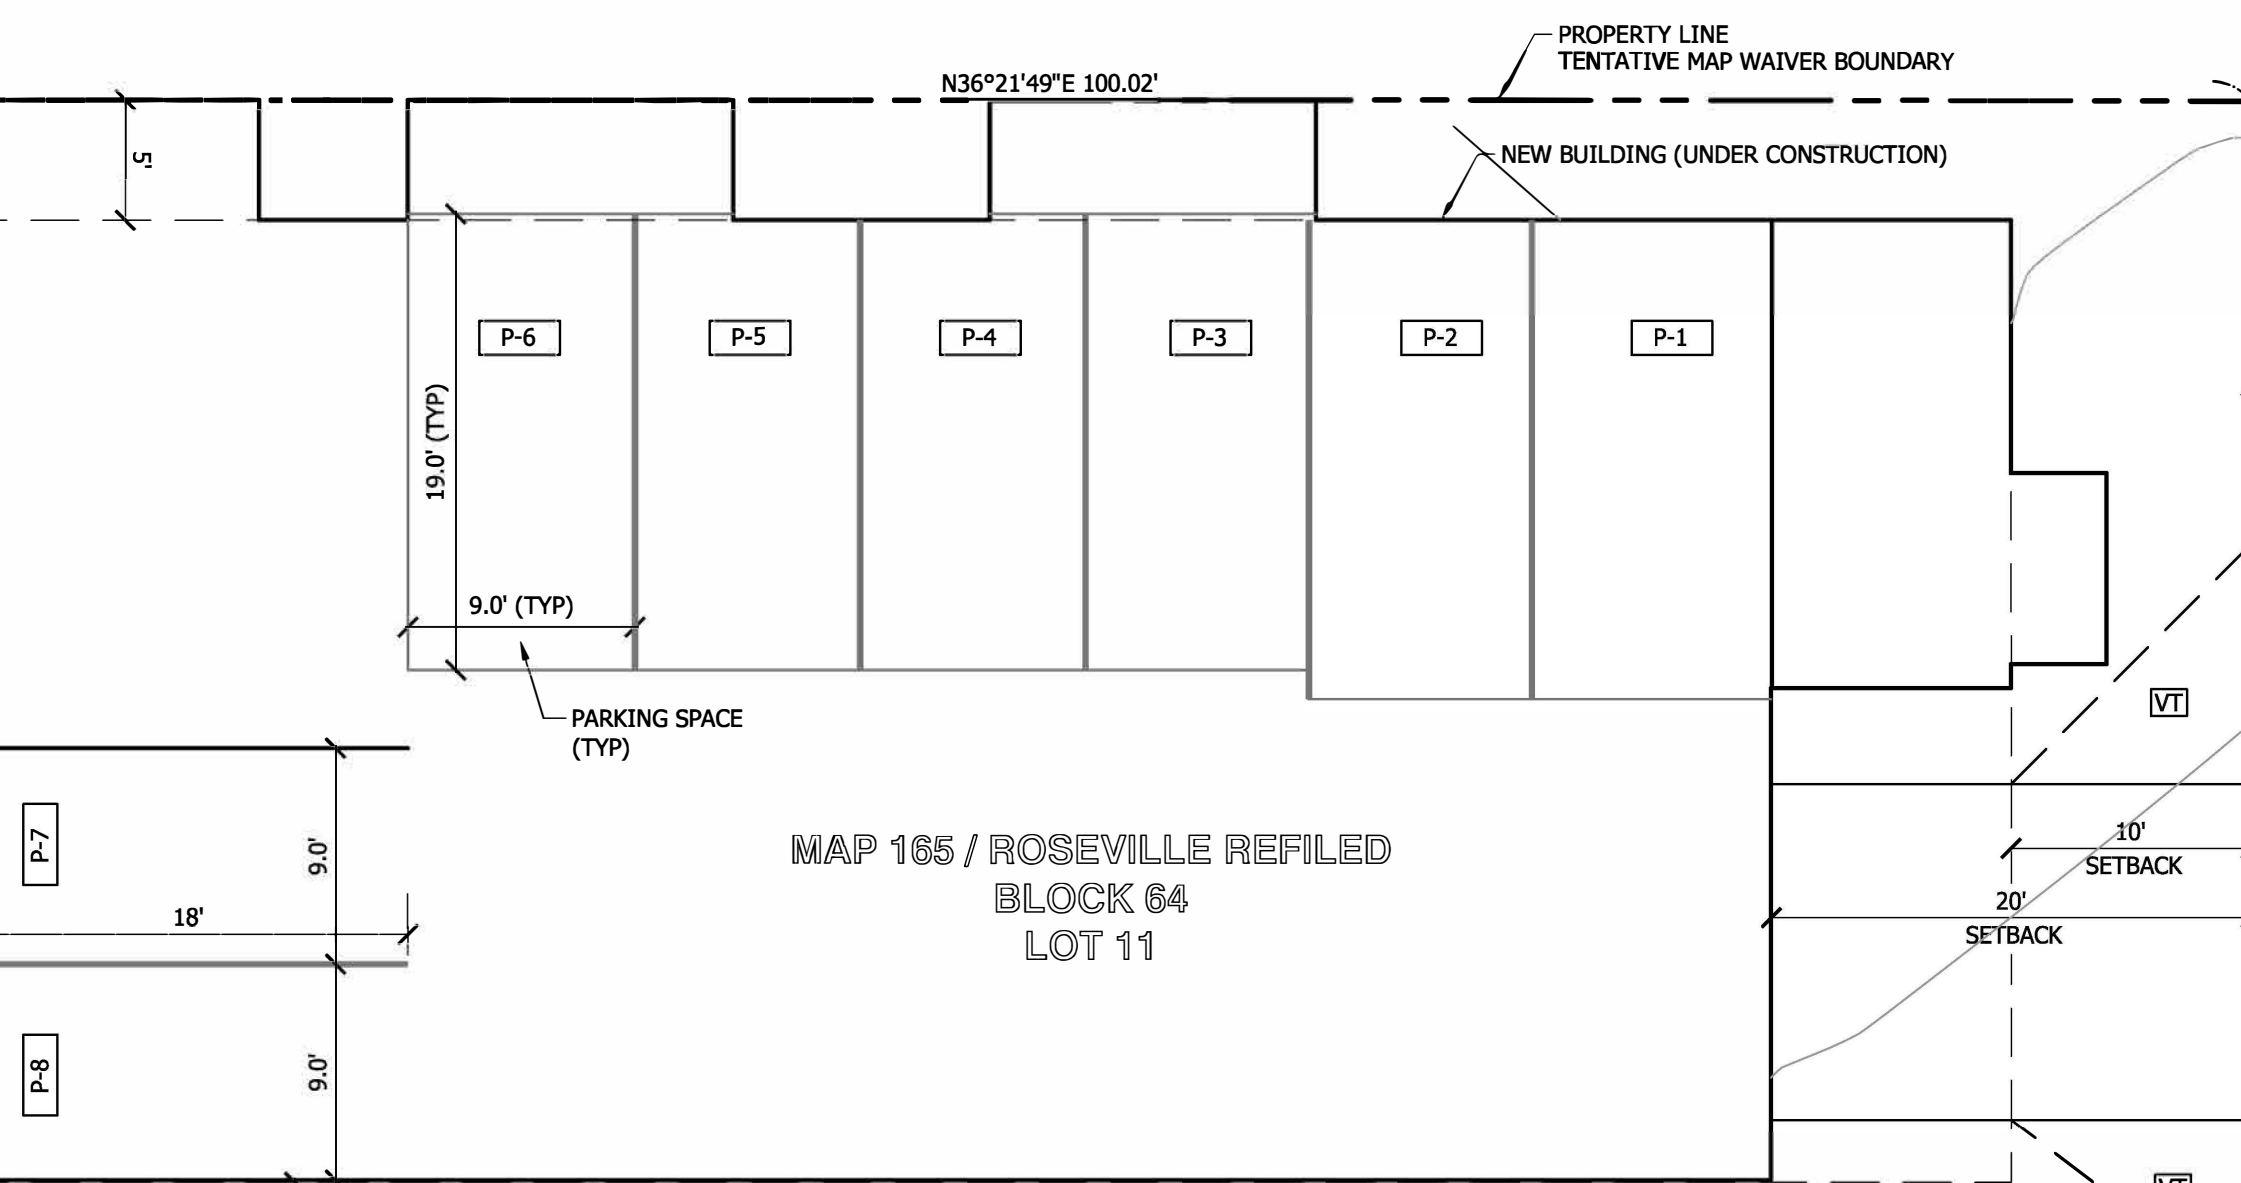 PROPERTY LINE
TENTATIVE MAP WAIVER BOUNDARY
N36°21'49"E 100.02'
5'
NEW BUILDING (UNDER CONSTRUCTION)
P-6
P-5
P-4
P-3
P-2
P-1
19.0' (TYP)
9.0' (TYP)
PARKING SPACE
(TYP)
VT
P-7
9.0'
MAP 165 / ROSEVILLE REFILED
BLOCK 64
LOT 11
10'
SETBACK
18'
20'
SETBACK
P-8
9.0'
VT